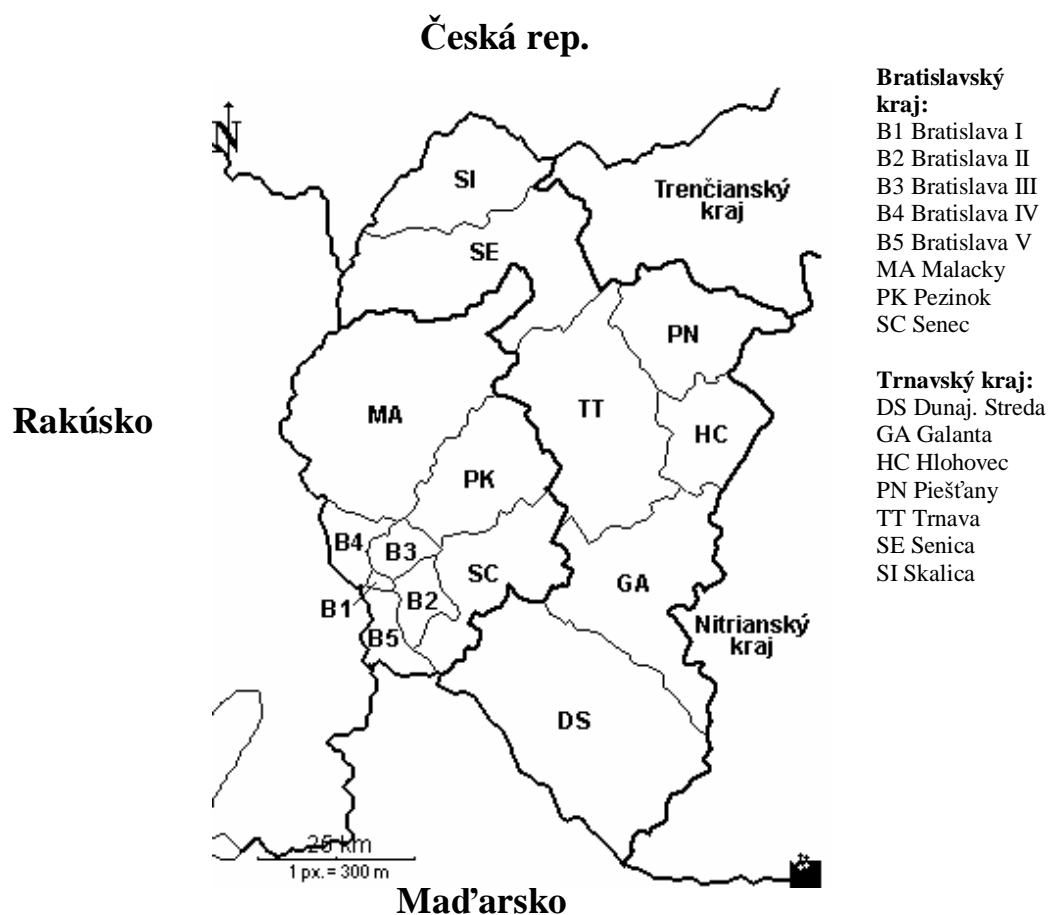 Česká rep.
N
Bratislavský
kraj:
B1 Bratislava I
B2 Bratislava II
B3 Bratislava III
B4 Bratislava IV
B5 Bratislava V
MA Malacky
PK Pezinok
SC Senec
Trnavský kraj:
DS Dunaj. Streda
GA Galanta
HC Hlohovec
PN Piešťany
TT Trnava
SE Senica
SI Skalica
SI
Trenčianský
kraj
SE
PN
Rakúsko
MA
TT
HC
PK
B4
B3
SC
GA
B1
B2
B5
Nitrianský
kraj
DS
25 km
1 px. = 300 m
Maďarsko